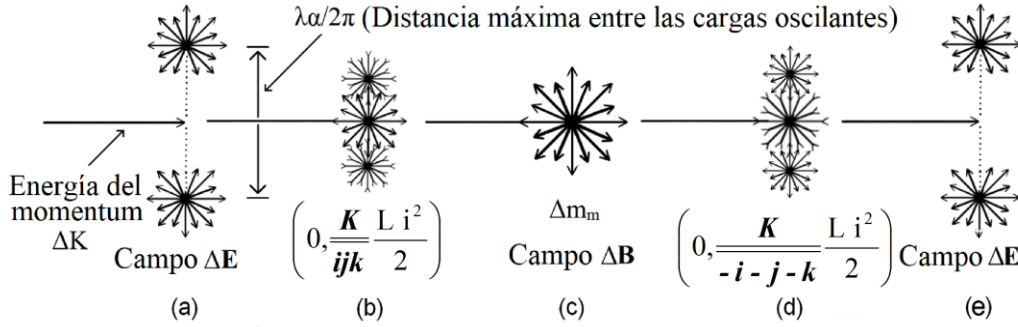 λα/2π (Distancia máxima entre las cargas oscilantes)
Energía del
momentum
ΔK
Campo ΔE
(0, K/ijk L i²/2)
Δmₘ
Campo ΔB
(0, K/-i - j - k L i²/2)
Campo ΔE
(a)
(b)
(c)
(d)
(e)